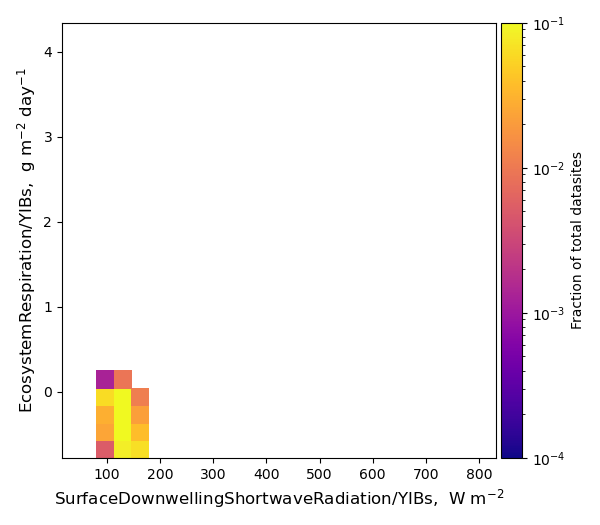 EcosystemRespiration/YIBs,  g m⁻² day⁻¹
4
3
2
1
0
100 200 300 400 500 600 700 800
SurfaceDownwellingShortwaveRadiation/YIBs,  W m⁻²
10⁻¹
10⁻²
10⁻³
10⁻⁴
Fraction of total datasites